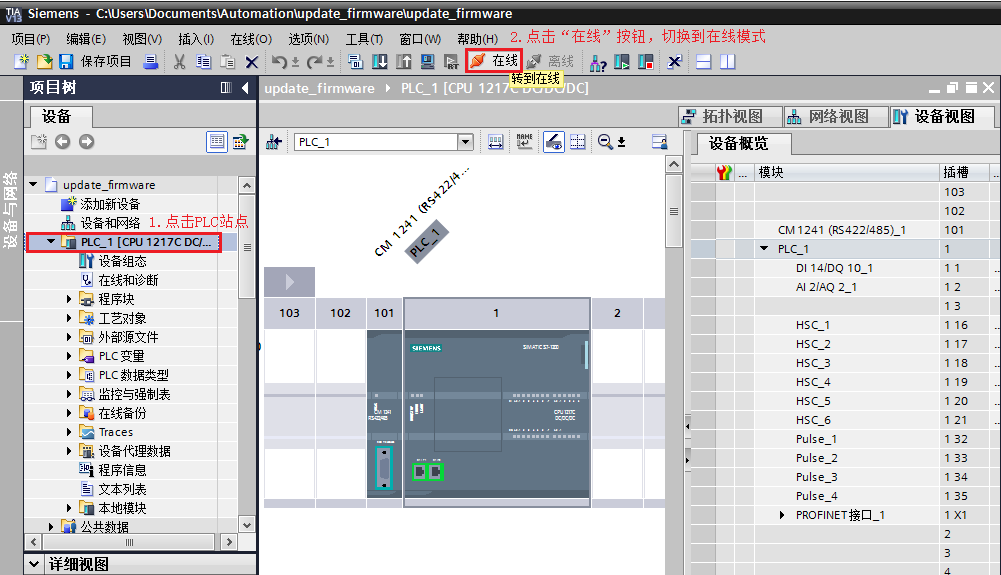 TIA V13 Siemens - C:\Users\Documents\Automation\update_firmware\update_firmware
项目(P) 编辑(E) 视图(V) 插入(I) 在线(O) 选项(N) 工具(T) 窗口(W) 帮助(H) 2.点击“在线”按钮，切换到在线模式
保存项目 在线 离线
转到在线
项目树
update_firmware ▸ PLC_1 [CPU 1217C DC/DC/DC]
设备
拓扑视图 网络视图 设备视图
PLC_1
设备概览
设备与网络
update_firmware
添加新设备
设备和网络 1.点击PLC站点
PLC_1 [CPU 1217C DC/...
设备组态
在线和诊断
程序块
工艺对象
外部源文件
PLC 变量
PLC 数据类型
监控与强制表
在线备份
Traces
设备代理数据
程序信息
文本列表
本地模块
公共数据
详细视图
CM 1241 (RS422/4...
PLC_1
103 102 101 1 2
SIEMENS SIMATIC S7-1200
CM 1241
RS422/485
CPU 1217C
DC/DC/DC
... 模块 插槽 ...
103
102
CM 1241 (RS422/485)_1 101
PLC_1 1
DI 14/DQ 10_1 1 1
AI 2/AQ 2_1 1 2
1 3
HSC_1 1 16
HSC_2 1 17
HSC_3 1 18
HSC_4 1 19
HSC_5 1 20
HSC_6 1 21
Pulse_1 1 32
Pulse_2 1 33
Pulse_3 1 34
Pulse_4 1 35
PROFINET接口_1 1 X1
2
3
4